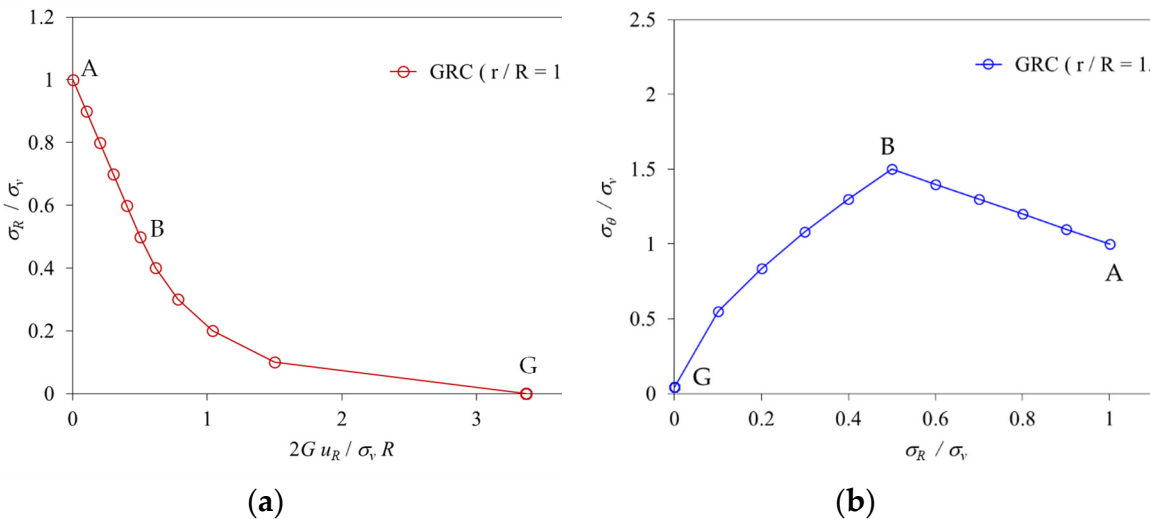 1.2
1
0.8
0.6
0.4
0.2
0
σR / σv
A
B
G
GRC ( r / R = 1
0 1 2 3
2G uR / σv R
(a)
2.5
2
1.5
1
0.5
0
σθ / σv
GRC ( r / R = 1.
B
A
G
0 0.2 0.4 0.6 0.8 1
σR / σv
(b)